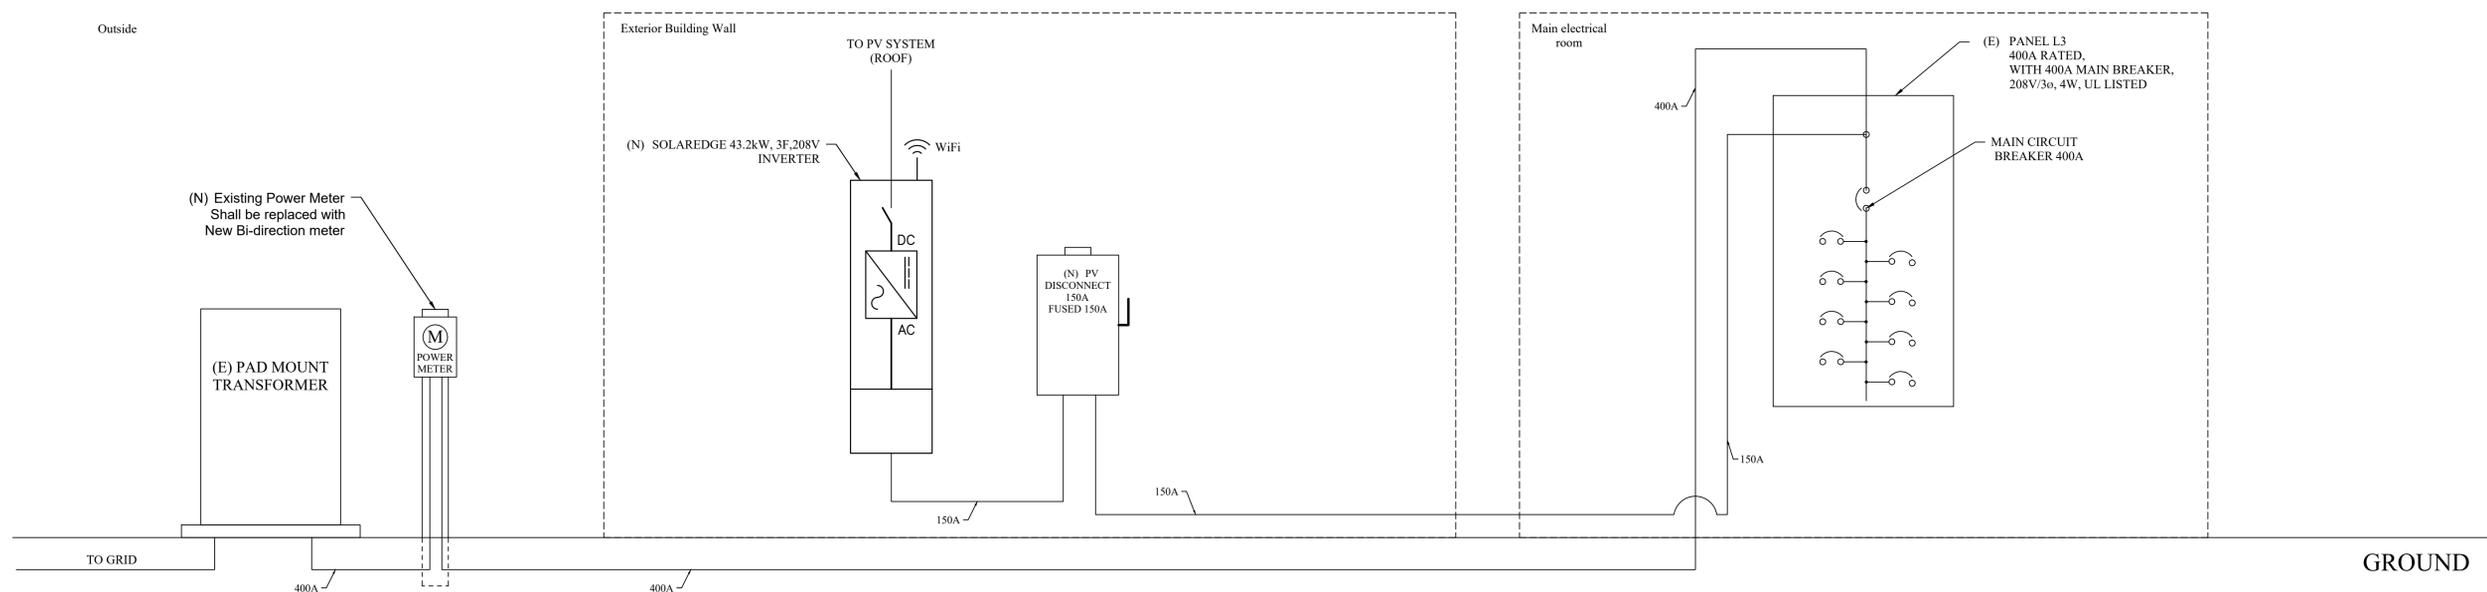 Outside
Exterior Building Wall
Main electrical
room
TO PV SYSTEM
(ROOF)
(E) PANEL L3
400A RATED,
WITH 400A MAIN BREAKER,
208V/3ø, 4W, UL LISTED
400A
(N) SOLAREDGE 43.2kW, 3F,208V
INVERTER
WiFi
MAIN CIRCUIT
BREAKER 400A
(N) Existing Power Meter
Shall be replaced with
New Bi-direction meter
DC
AC
(N) PV
DISCONNECT
150A
FUSED 150A
M
POWER
METER
(E) PAD MOUNT
TRANSFORMER
150A
150A
150A
TO GRID
GROUND
400A
400A